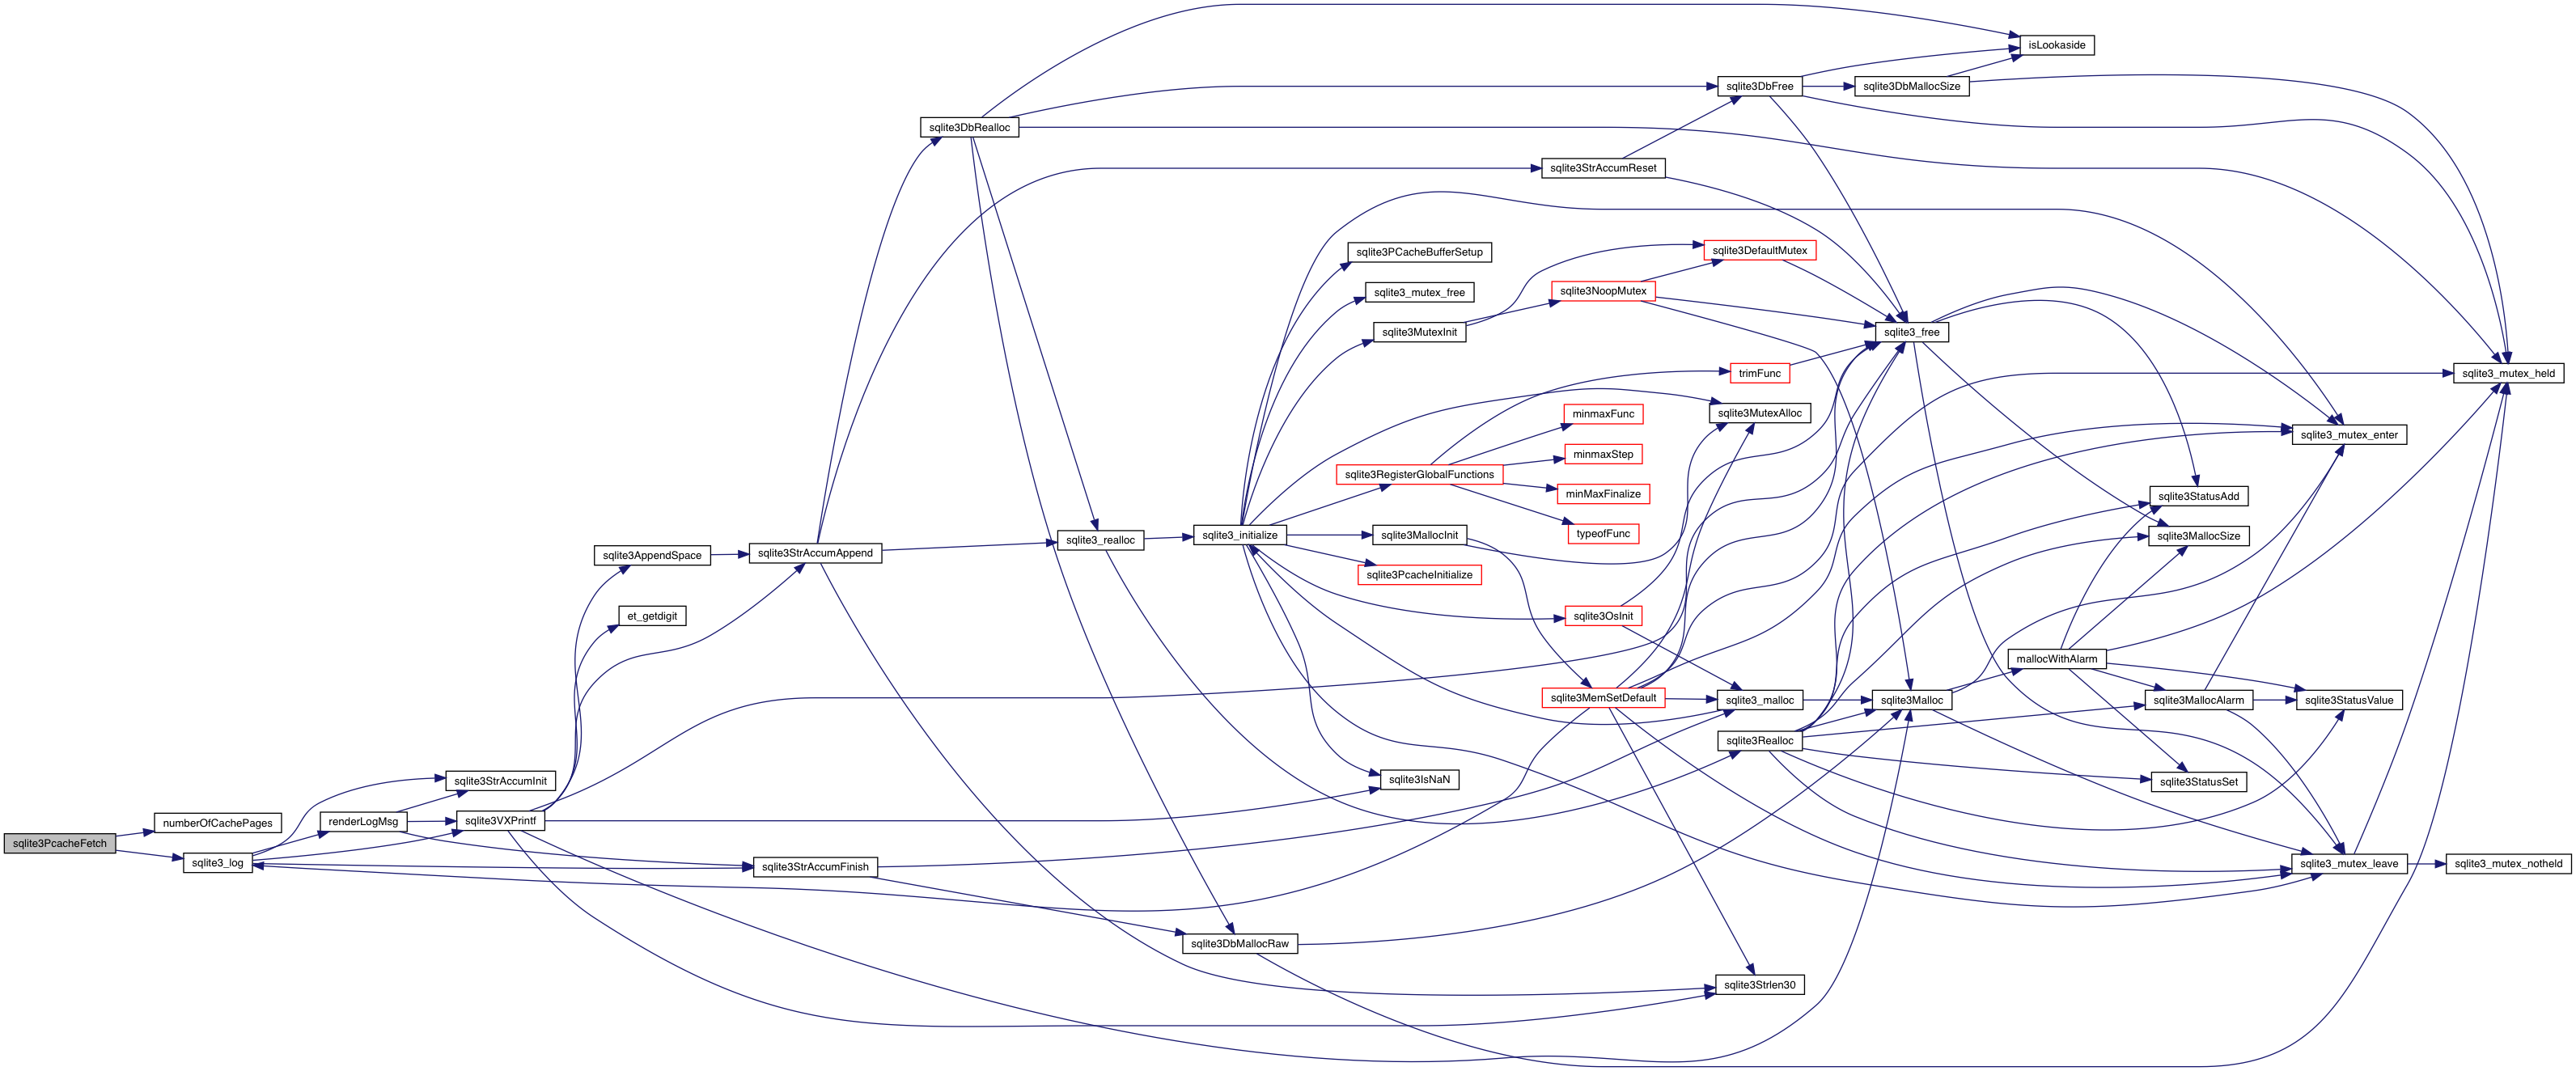 isLookaside
sqlite3DbFree
sqlite3DbMallocSize
sqlite3DbRealloc
sqlite3StrAccumReset
sqlite3PCacheBufferSetup
sqlite3DefaultMutex
sqlite3_mutex_free
sqlite3NoopMutex
sqlite3MutexInit
sqlite3_free
trimFunc
sqlite3_mutex_held
minmaxFunc
sqlite3MutexAlloc
sqlite3_mutex_enter
minmaxStep
sqlite3RegisterGlobalFunctions
minMaxFinalize
sqlite3StatusAdd
sqlite3_initialize
sqlite3MallocInit
typeofFunc
sqlite3MallocSize
sqlite3_realloc
sqlite3AppendSpace
sqlite3StrAccumAppend
sqlite3PcacheInitialize
et_getdigit
sqlite3OsInit
mallocWithAlarm
sqlite3MemSetDefault
sqlite3_malloc
sqlite3Malloc
sqlite3MallocAlarm
sqlite3StatusValue
sqlite3Realloc
sqlite3StrAccumInit
sqlite3IsNaN
sqlite3StatusSet
numberOfCachePages
renderLogMsg
sqlite3VXPrintf
sqlite3PcacheFetch
sqlite3_log
sqlite3StrAccumFinish
sqlite3_mutex_leave
sqlite3_mutex_notheld
sqlite3DbMallocRaw
sqlite3Strlen30